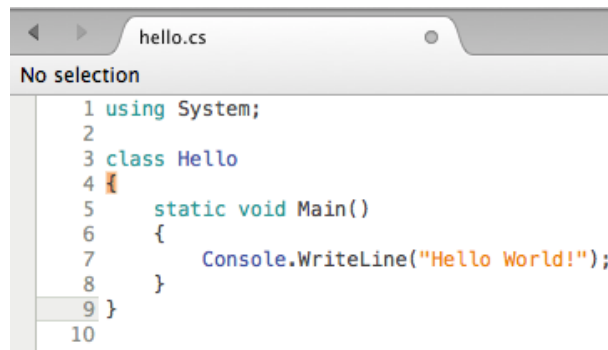 hello.cs
No selection
1 using System;
2
3 class Hello
4 {
5     static void Main()
6     {
7         Console.WriteLine("Hello World!");
8     }
9 }
10